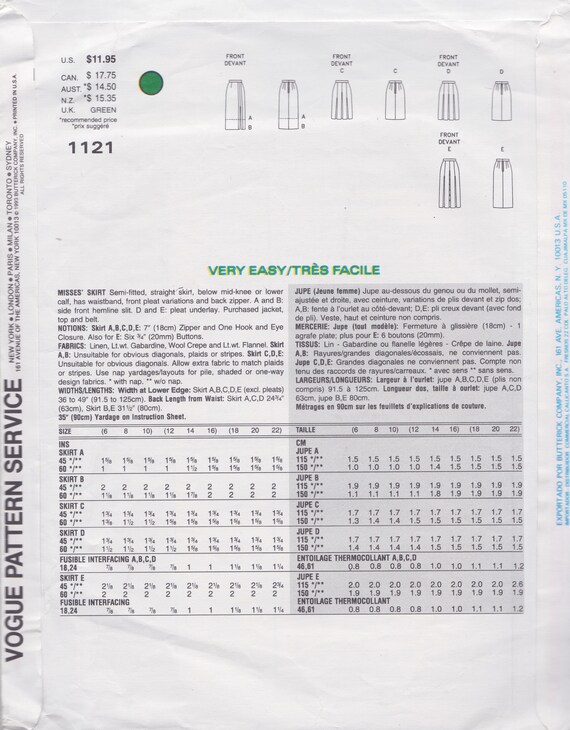 U.S. $11.95
CAN. $ 17.75
AUST. *$ 14.50
N.Z. *$ 15.35
U.K. GREEN
*recommended price
*prix suggéré
1121
FRONT
DEVANT
A
B
A
B
FRONT
DEVANT
C
C
FRONT
DEVANT
D
D
FRONT
DEVANT
E
E
VERY EASY/TRÈS FACILE
MISSES' SKIRT Semi-fitted, straight skirt, below mid-knee or lower
calf, has waistband, front pleat variations and back zipper. A and B:
side front hemline slit. D and E: pleat underlay. Purchased jacket,
top and belt.
NOTIONS: Skirt A,B,C,D,E: 7" (18cm) Zipper and One Hook and Eye
Closure. Also for E: Six ¾" (20mm) Buttons.
FABRICS: Linen, Lt.wt. Gabardine, Wool Crepe and Lt.wt. Flannel. Skirt
A,B: Unsuitable for obvious diagonals, plaids or stripes. Skirt C,D,E:
Unsuitable for obvious diagonals. Allow extra fabric to match plaids
or stripes. Use nap yardages/layouts for pile, shaded or one-way
design fabrics. * with nap. ** w/o nap.
WIDTHS/LENGTHS: Width at Lower Edge: Skirt A,B,C,D,E (excl. pleats)
36 to 49" (91.5 to 125cm). Back Length from Waist: Skirt A,C,D 24¾"
(63cm), Skirt B,E 31½" (80cm).
35" (90cm) Yardage on Instruction Sheet.
JUPE (Jeune femme) Jupe au-dessous du genou ou du mollet, semi-
ajustée et droite, avec ceinture, variations de plis devant et zip dos;
A,B: fente à l'ourlet au côté-devant; D,E: pli creux devant (avec fond
de pli). Veste, haut et ceinture non compris.
MERCERIE: Jupe (tout modèle): Fermeture à glissière (18cm) - 1
agrafe plate; plus pour E: 6 boutons (20mm).
TISSUS: Lin - Gabardine ou flanelle légères - Crêpe de laine. Jupe
A,B: Rayures/grandes diagonales/écossais, ne conviennent pas.
Jupe C,D,E: Grandes diagonales ne conviennent pas. Compte non
tenu des raccords de rayures/carreaux. * avec sens ** sans sens.
LARGEURS/LONGUEURS: Largeur à l'ourlet: jupe A,B,C,D,E (plis non
compris) 91.5 à 125cm. Longueur dos, taille à ourlet: jupe A,C,D
63cm, jupe B,E 80cm.
Métrages en 90cm sur les feuillets d'explications de couture.
SIZE (6 8 10) (12 14 16) (18 20 22)
INS
SKIRT A
45 */** 1⅝ 1⅝ 1⅝ 1⅝ 1⅝ 1⅝ 1⅝ 1⅝ 1⅝
60 */** 1 1 1 1 1½ 1⅝ 1⅝ 1⅝ 1⅝
SKIRT B
45 */** 2 2 2 2 2 2 2 2 2
60 */** 1⅛ 1⅛ 1⅛ 1⅛ 1⅞ 2 2 2 2
SKIRT C
45 */** 1¾ 1¾ 1¾ 1¾ 1¾ 1¾ 1¾ 1¾ 1¾
60 */** 1⅜ 1½ 1½ 1⅝ 1⅝ 1⅝ 1⅝ 1⅝ 1⅝
SKIRT D
45 */** 1¾ 1¾ 1¾ 1¾ 1¾ 1¾ 1¾ 1¾ 1¾
60 */** 1½ 1½ 1½ 1½ 1⅝ 1⅝ 1⅝ 1⅝ 1⅝
FUSIBLE INTERFACING A,B,C,D
18,24 ⅞ ⅞ ⅞ 1 1 1⅛ 1⅛ 1¼
SKIRT E
45 */** 2⅛ 2⅛ 2⅛ 2⅛ 2⅛ 2⅛ 2⅛ 2⅛ 2¾
60 */** 2 2 2 2 2 2 2 2 2
FUSIBLE INTERFACING
18,24 ⅞ ⅞ ⅞ 1 1 1⅛ 1⅛ 1¼
TAILLE (6 8 10) (12 14 16) (18 20 22)
CM
JUPE A
115 */** 1.5 1.5 1.5 1.5 1.5 1.5 1.5 1.5 1.5
150 */** 1.0 1.0 1.0 1.0 1.4 1.5 1.5 1.5 1.5
JUPE B
115 */** 1.9 1.9 1.9 1.9 1.9 1.9 1.9 1.9 1.9
150 */** 1.1 1.1 1.1 1.1 1.8 1.9 1.9 1.9 1.9
JUPE C
115 */** 1.7 1.7 1.7 1.7 1.7 1.7 1.7 1.7 1.7
150 */** 1.3 1.4 1.4 1.5 1.5 1.5 1.5 1.5 1.5
JUPE D
115 */** 1.7 1.7 1.7 1.7 1.7 1.7 1.7 1.7 1.7
150 */** 1.4 1.4 1.4 1.4 1.5 1.5 1.5 1.5 1.5
ENTOILAGE THERMOCOLLANT A,B,C,D
46,61 0.8 0.8 0.8 1.0 1.0 1.1 1.1 1.2
JUPE E
115 */** 2.0 2.0 2.0 2.0 2.0 2.0 2.0 2.0 2.6
150 */** 1.9 1.9 1.9 1.9 1.9 1.9 1.9 1.9 1.9
ENTOILAGE THERMOCOLLANT
46,61 0.8 0.8 0.8 1.0 1.0 1.1 1.1 1.2
VOGUE PATTERN SERVICE
NEW YORK • LONDON • PARIS • MILAN • TORONTO • SYDNEY
161 AVENUE OF THE AMERICAS, NEW YORK 10013 © 1993 BUTTERICK COMPANY, INC. • PRINTED IN U.S.A.
ALL RIGHTS RESERVED
EXPORTADO POR BUTTERICK COMPANY, INC. 161 AVE. AMERICAS, N. Y. 10013 U.S.A.